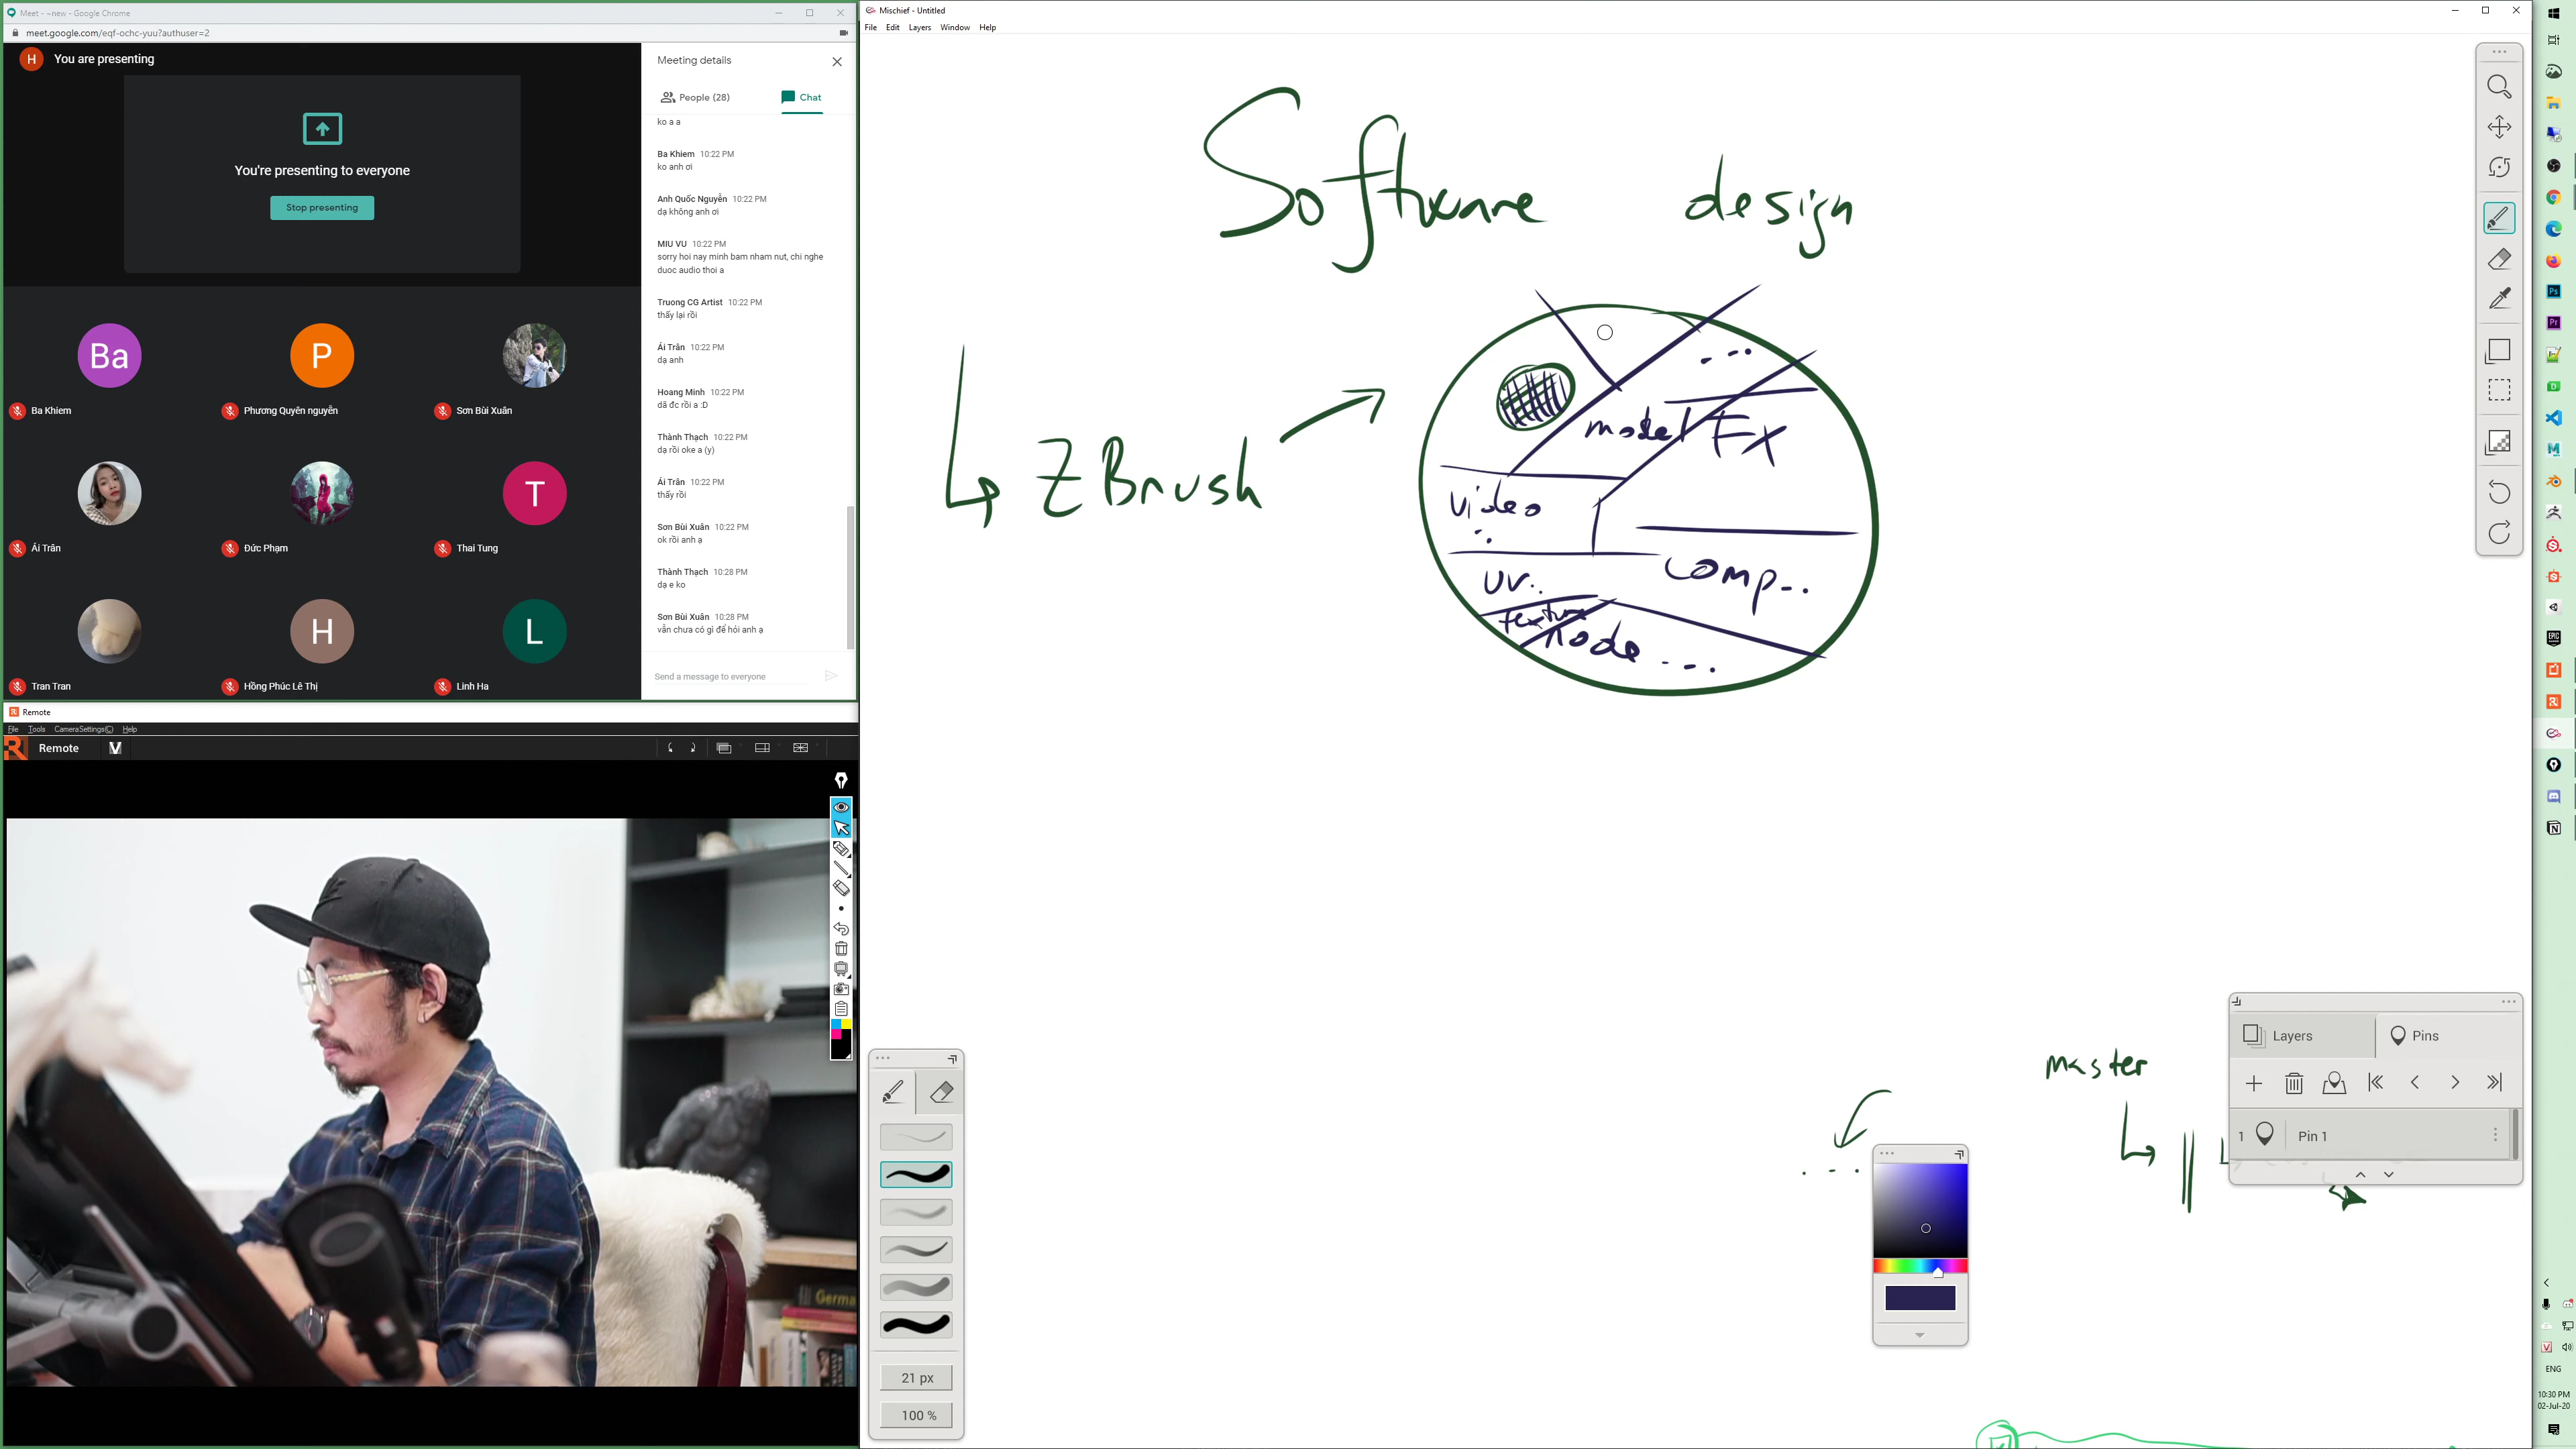 Meet - ~new - Google Chrome
meet.google.com/eqf-ochc-yuu?authuser=2
H
You are presenting
You're presenting to everyone
Stop presenting
Ba
P
Ba Khiem
Phương Quyên nguyễn
Sơn Bùi Xuân
T
Ái Trân
Đức Phạm
Thai Tung
H
L
Tran Tran
Hồng Phúc Lê Thị
Linh Ha
Meeting details
People (28)
Chat
ko a a
Ba Khiem 10:22 PM
ko anh ơi
Anh Quốc Nguyễn 10:22 PM
dạ không anh ơi
MIU VU 10:22 PM
sorry hoi nay minh bam nham nut, chi nghe
duoc audio thoi a
Truong CG Artist 10:22 PM
thấy lại rồi
Ái Trân 10:22 PM
dạ anh
Hoang Minh 10:22 PM
dã đc rồi a :D
Thành Thạch 10:22 PM
dạ rồi oke a (y)
Ái Trân 10:22 PM
thấy rồi
Sơn Bùi Xuân 10:22 PM
ok rồi anh ạ
Thành Thạch 10:28 PM
dạ e ko
Sơn Bùi Xuân 10:28 PM
vẫn chưa có gì để hỏi anh ạ
Send a message to everyone
Remote
File Tools CameraSettings(C) Help
Remote
V
Germa
Mischief - Untitled
File Edit Layers Window Help
Software design
ZBrush
...
model
FX
video
..
uv..
comp...
texture
node ...
master
...
Layers
Pins
1 Pin 1
21 px
100 %
Ps
Pr
D
M
EPIC
ENG
10:30 PM
02-Jul-20